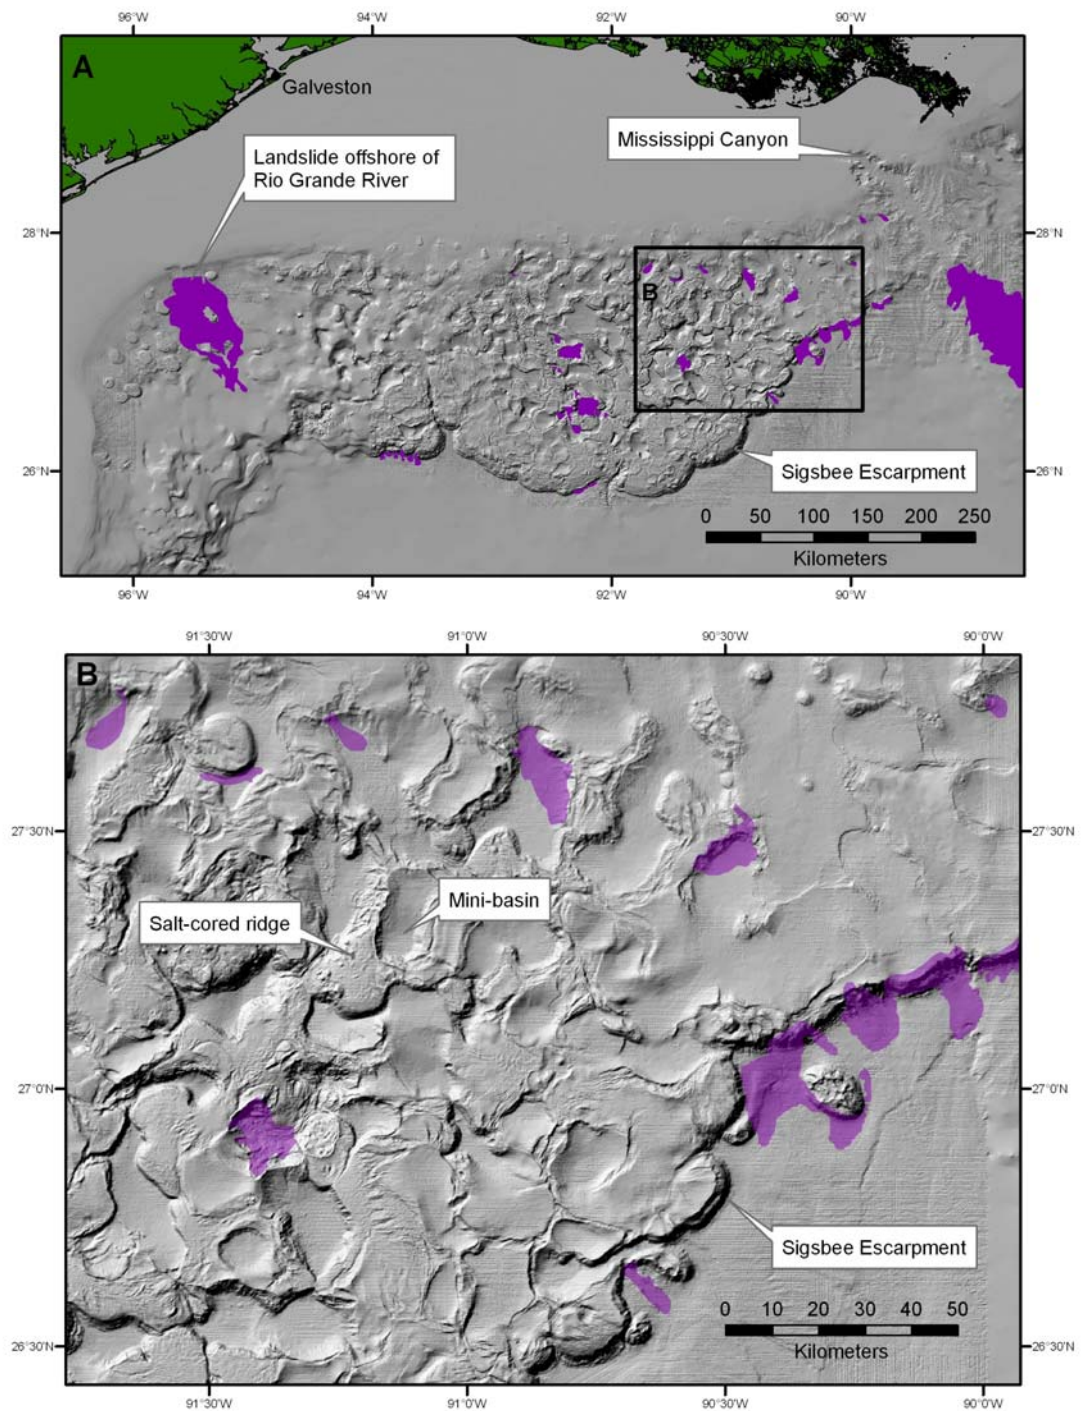 96°W 94°W 92°W 90°W
A
Galveston
Mississippi Canyon
Landslide offshore of
Rio Grande River
28°N 28°N
B
26°N 26°N
Sigsbee Escarpment
0 50 100 150 200 250
Kilometers
96°W 94°W 92°W 90°W
91°30'W 91°0'W 90°30'W 90°0'W
B
27°30'N 27°30'N
Mini-basin
Salt-cored ridge
27°0'N 27°0'N
Sigsbee Escarpment
0 10 20 30 40 50
Kilometers
26°30'N 26°30'N
91°30'W 91°0'W 90°30'W 90°0'W